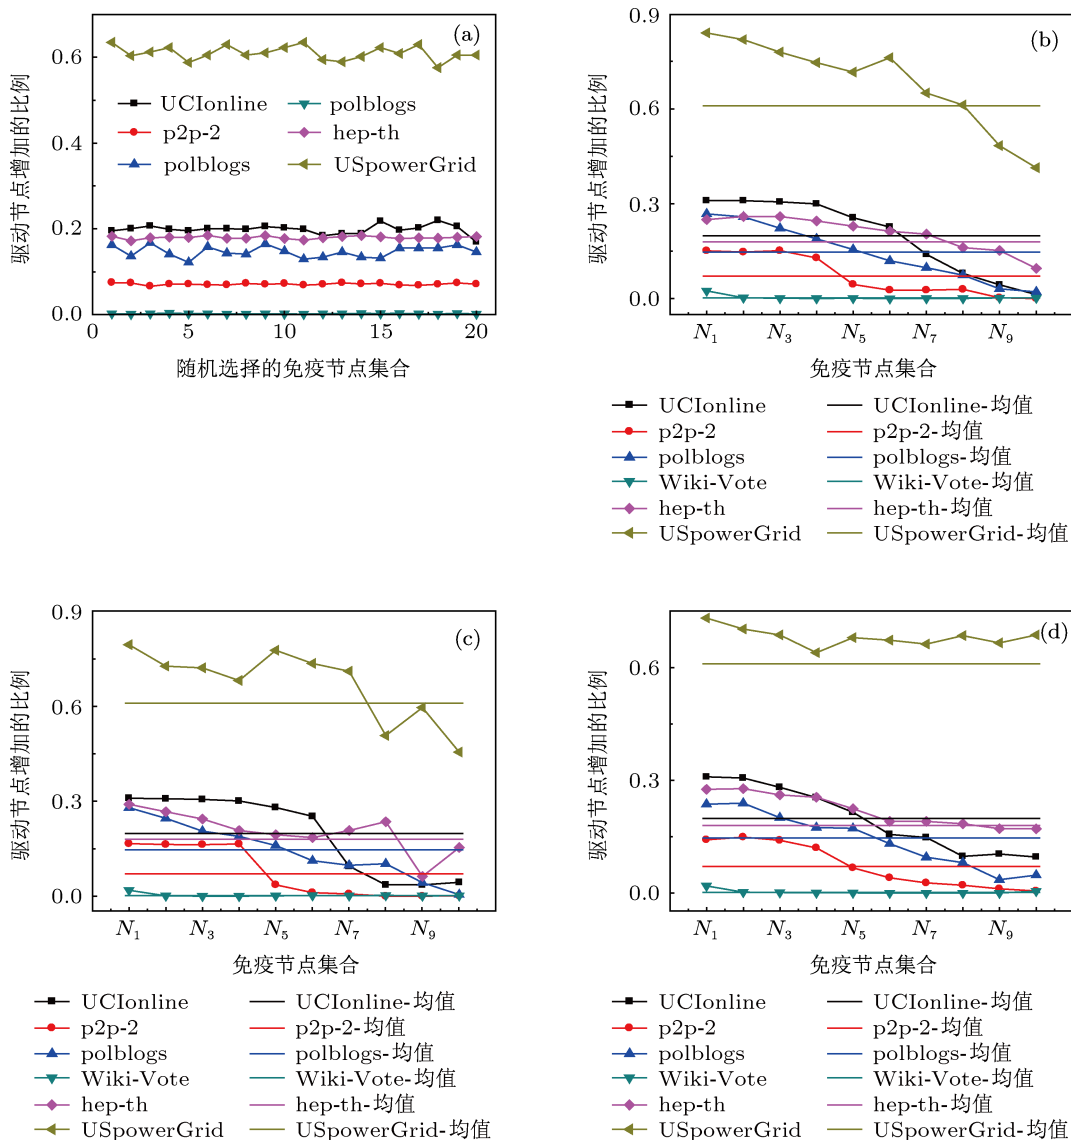 (a)
驱动节点增加的比例
0.6
0.4
0.2
0.0
UCIonline
p2p-2
polblogs
polblogs
hep-th
USpowerGrid
0 5 10 15 20
随机选择的免疫节点集合
(b)
驱动节点增加的比例
0.9
0.6
0.3
0.0
N1 N3 N5 N7 N9
免疫节点集合
UCIonline UCIonline-均值
p2p-2 p2p-2-均值
polblogs polblogs-均值
Wiki-Vote Wiki-Vote-均值
hep-th hep-th-均值
USpowerGrid USpowerGrid-均值
(c)
驱动节点增加的比例
0.9
0.6
0.3
0.0
N1 N3 N5 N7 N9
免疫节点集合
UCIonline UCIonline-均值
p2p-2 p2p-2-均值
polblogs polblogs-均值
Wiki-Vote Wiki-Vote-均值
hep-th hep-th-均值
USpowerGrid USpowerGrid-均值
(d)
驱动节点增加的比例
0.6
0.3
0.0
N1 N3 N5 N7 N9
免疫节点集合
UCIonline UCIonline-均值
p2p-2 p2p-2-均值
polblogs polblogs-均值
Wiki-Vote Wiki-Vote-均值
hep-th hep-th-均值
USpowerGrid USpowerGrid-均值